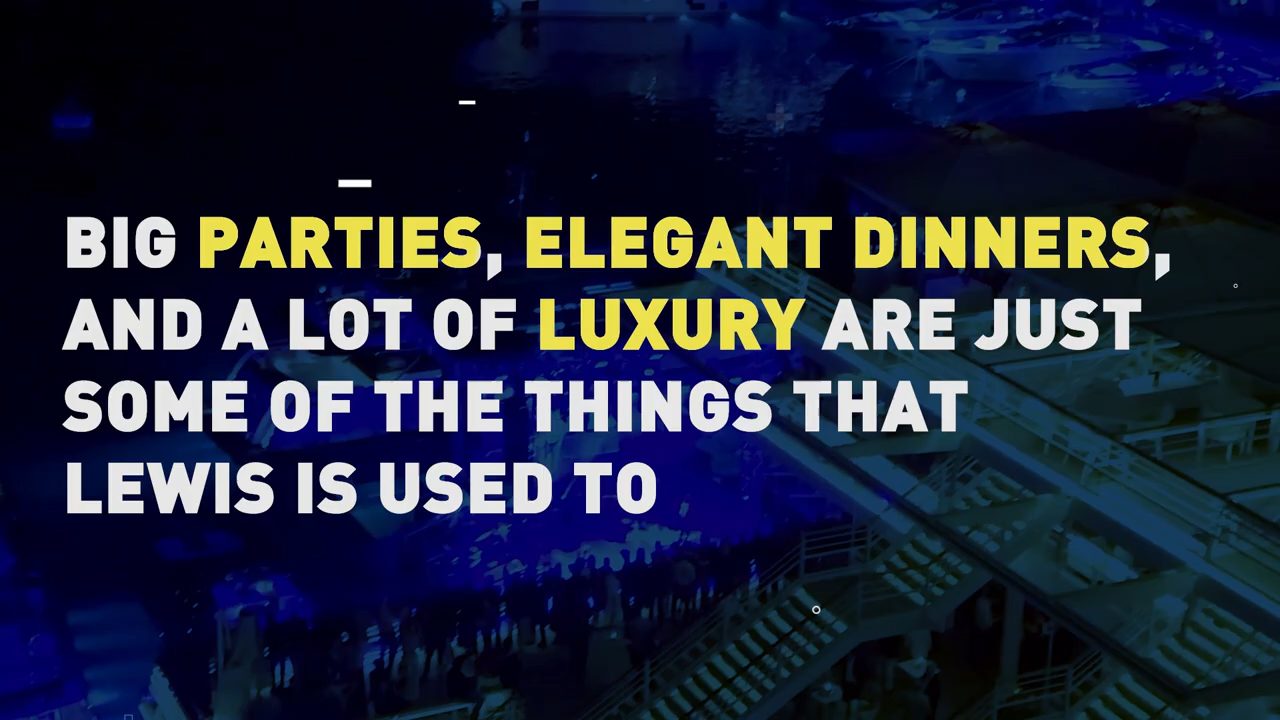 BIG PARTIES, ELEGANT DINNERS,
AND A LOT OF LUXURY ARE JUST
SOME OF THE THINGS THAT
LEWIS IS USED TO